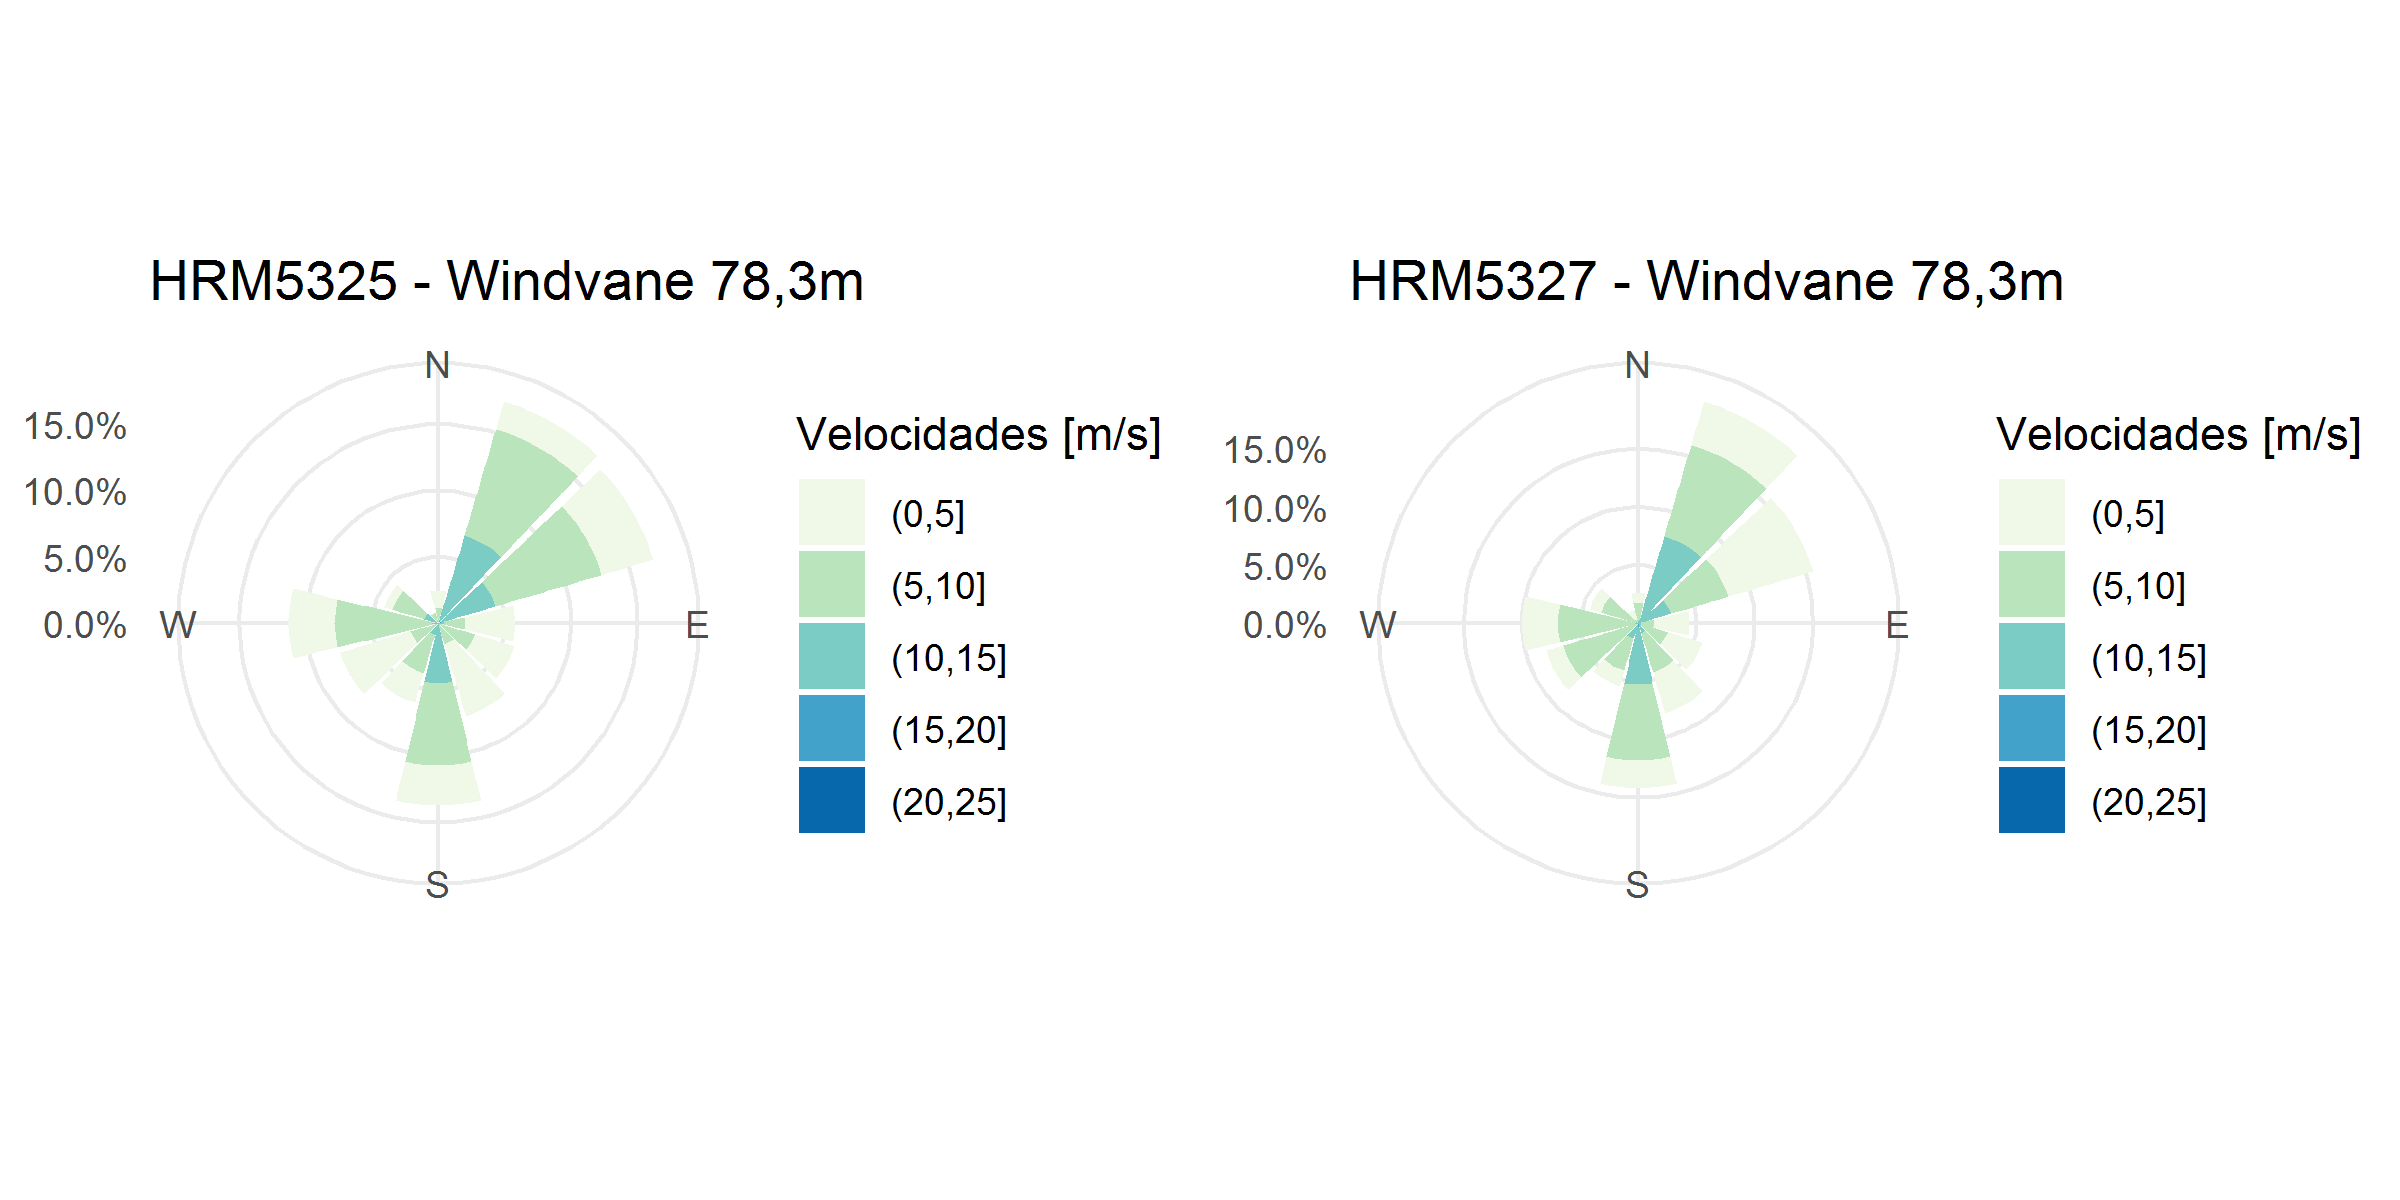 HRM5325 - Windvane 78,3m
N
15.0%
10.0%
5.0%
0.0%
W
E
S
Velocidades [m/s]
(0,5]
(5,10]
(10,15]
(15,20]
(20,25]
HRM5327 - Windvane 78,3m
N
15.0%
10.0%
5.0%
0.0%
W
E
S
Velocidades [m/s]
(0,5]
(5,10]
(10,15]
(15,20]
(20,25]